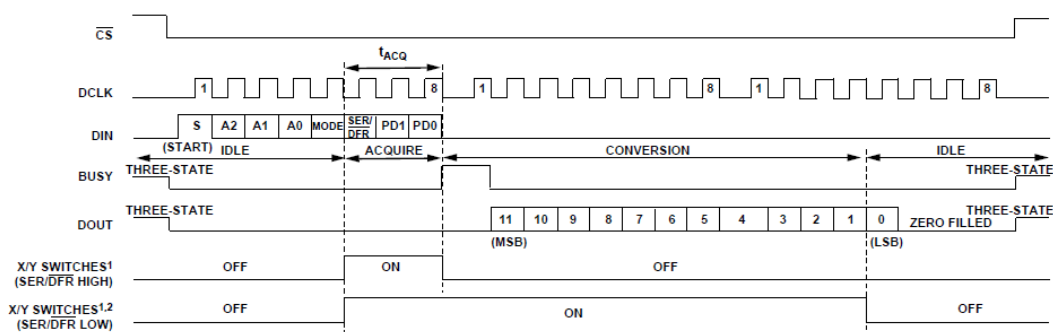 t_ACQ
CS
DCLK 1 8 1 8 1 8
DIN S A2 A1 A0 MODE SER/DFR PD1 PD0
(START) IDLE ACQUIRE CONVERSION IDLE
BUSY THREE-STATE THREE-STATE
DOUT THREE-STATE 11 10 9 8 7 6 5 4 3 2 1 0 ZERO FILLED THREE-STATE
(MSB) (LSB)
X/Y SWITCHES¹ OFF ON OFF
(SER/DFR HIGH)
X/Y SWITCHES¹,² OFF ON OFF
(SER/DFR LOW)